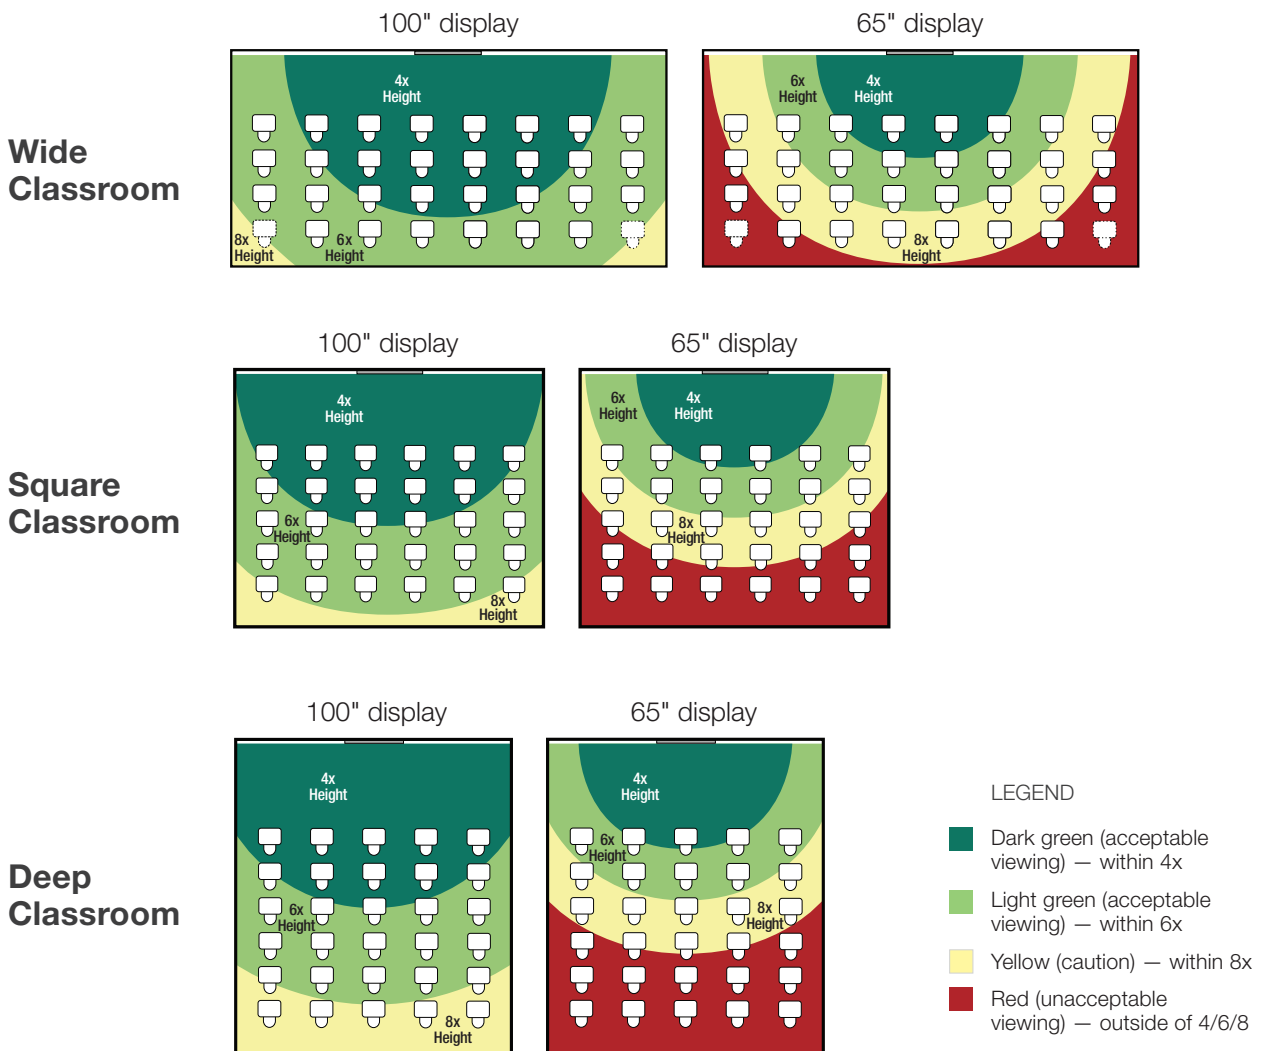 100" display
65" display
Wide
Classroom
4x
Height
6x
Height
4x
Height
8x
Height
6x
Height
8x
Height
100" display
65" display
Square
Classroom
4x
Height
6x
Height
4x
Height
6x
Height
8x
Height
8x
Height
100" display
65" display
Deep
Classroom
4x
Height
4x
Height
6x
Height
6x
Height
8x
Height
8x
Height
LEGEND
Dark green (acceptable
viewing) — within 4x
Light green (acceptable
viewing) — within 6x
Yellow (caution) — within 8x
Red (unacceptable
viewing) — outside of 4/6/8